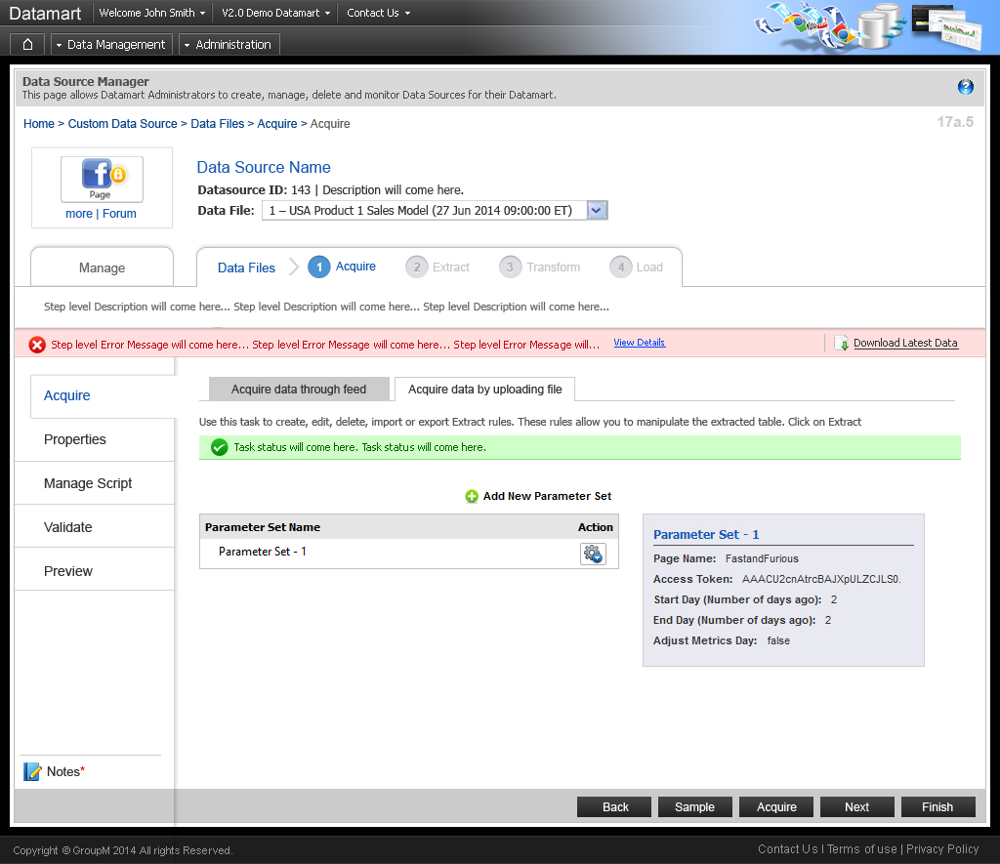 Datamart Welcome John Smith V2.0 Demo Datamart Contact Us
Data Management Administration
Data Source Manager
This page allows Datamart Administrators to create, manage, delete and monitor Data Sources for their Datamart.
Home > Custom Data Source > Data Files > Acquire > Acquire
17a.5
Page
more | Forum
Data Source Name
Datasource ID: 143 | Description will come here.
Data File: 1 – USA Product 1 Sales Model (27 Jun 2014 09:00:00 ET)
Manage
Data Files 1 Acquire 2 Extract 3 Transform 4 Load
Step level Description will come here... Step level Description will come here... Step level Description will come here...
Step level Error Message will come here... Step level Error Message will come here... Step level Error Message will... View Details Download Latest Data
Acquire
Properties
Manage Script
Validate
Preview
Notes*
Acquire data through feed Acquire data by uploading file
Use this task to create, edit, delete, import or export Extract rules. These rules allow you to manipulate the extracted table. Click on Extract
Task status will come here. Task status will come here.
Add New Parameter Set
Parameter Set Name Action
Parameter Set - 1
Parameter Set - 1
Page Name: FastandFurious
Access Token: AAACU2cnAtrcBAJXpULZCJLS0.
Start Day (Number of days ago): 2
End Day (Number of days ago): 2
Adjust Metrics Day: false
Back Sample Acquire Next Finish
Copyright © GroupM 2014 All rights Reserved.
Contact Us | Terms of use | Privacy Policy